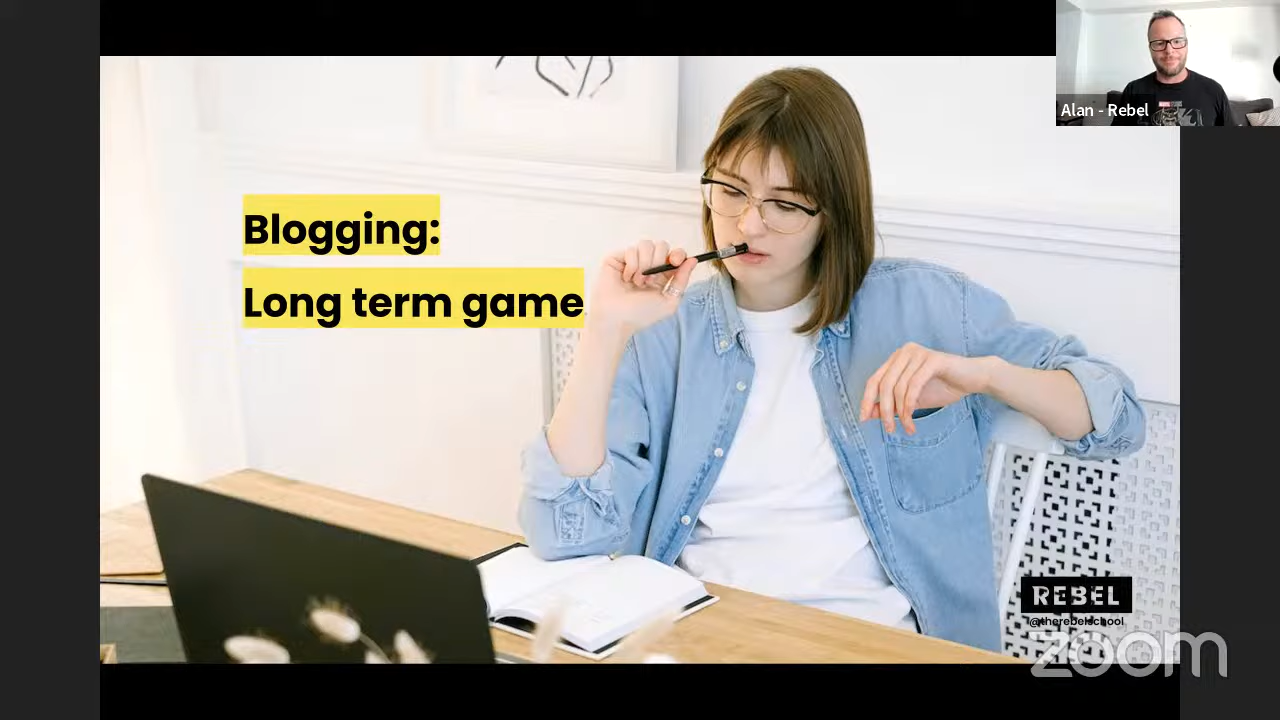 Alan - Rebel
Blogging:
Long term game
REBEL
@therebelschool
zoom